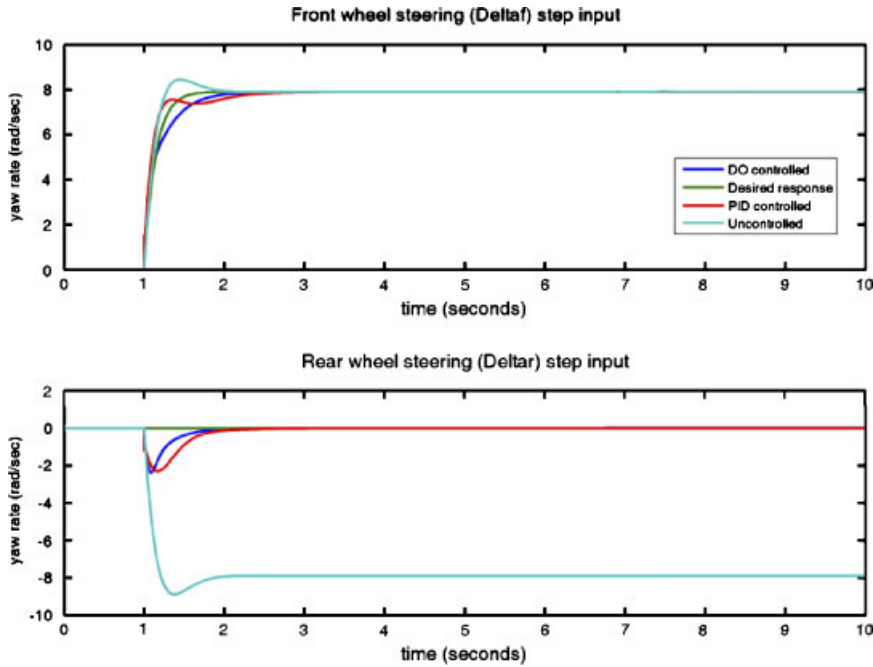 Front wheel steering (Deltaf) step input
yaw rate (rad/sec)
10
8
6
4
2
0
DO controlled
Desired response
PID controlled
Uncontrolled
0 1 2 3 4 5 6 7 8 9 10
time (seconds)
Rear wheel steering (Deltar) step input
yaw rate (rad/sec)
2
0
-2
-4
-6
-8
-10
0 1 2 3 4 5 6 7 8 9 10
time (seconds)